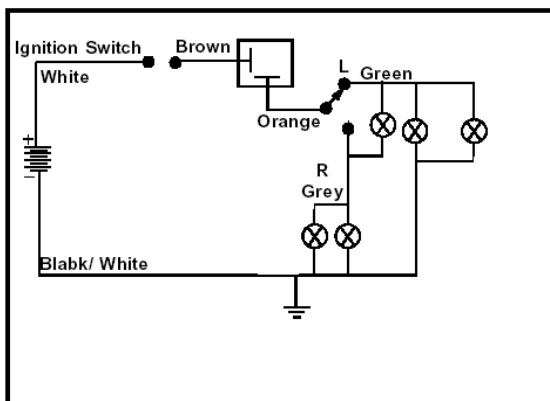 Ignition Switch
Brown
White
L
Green
Orange
+
R
Grey
−
Blabk/ White